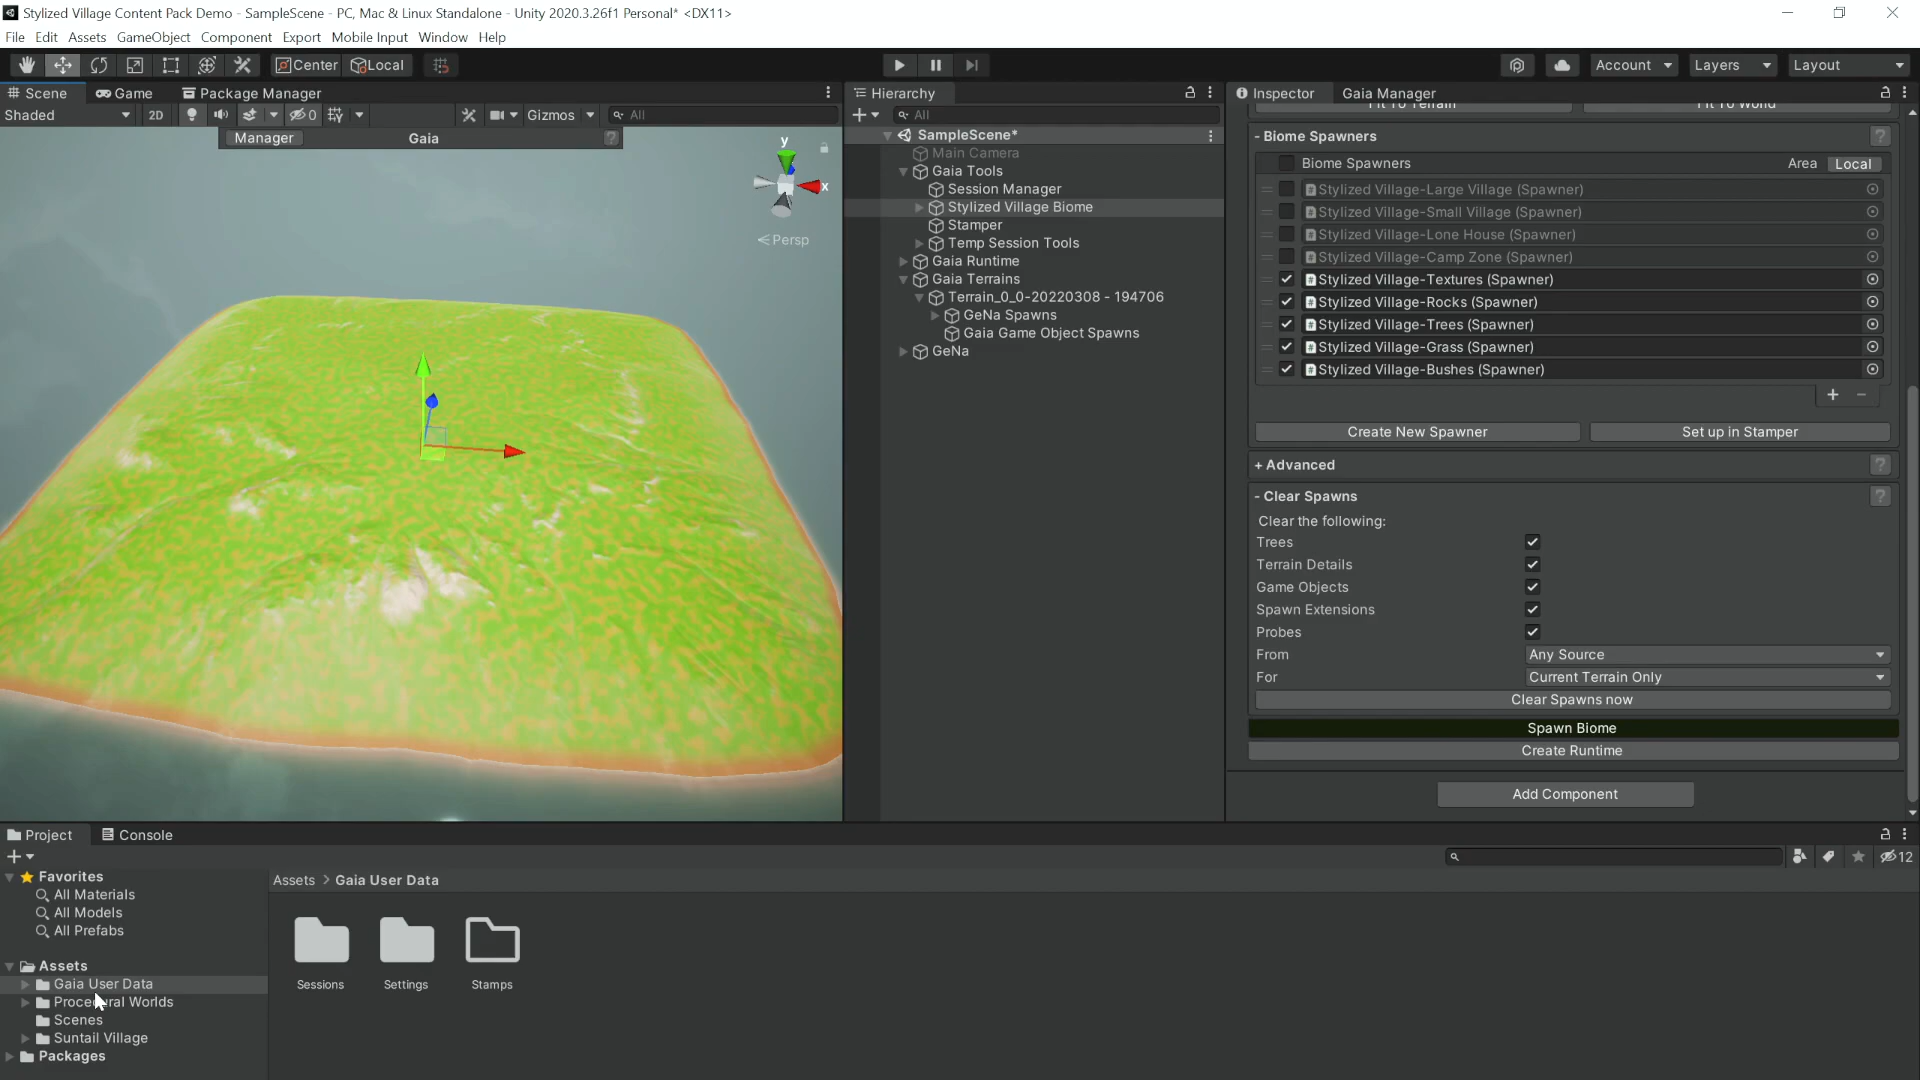 Stylized Village Content Pack Demo - SampleScene - PC, Mac & Linux Standalone - Unity 2020.3.26f1 Personal* <DX11>
File Edit Assets GameObject Component Export Mobile Input Window Help
Center Local Account Layers Layout
Scene Game Package Manager
Shaded 2D 0 Gizmos All
Manager Gaia ?
y
x
Persp
Hierarchy
All
SampleScene*
Main Camera
Gaia Tools
Session Manager
Stylized Village Biome
Stamper
Temp Session Tools
Gaia Runtime
Gaia Terrains
Terrain_0_0-20220308 - 194706
GeNa Spawns
Gaia Game Object Spawns
GeNa
Inspector Gaia Manager
Fit To Terrain Fit To World
- Biome Spawners ?
Biome Spawners Area Local
Stylized Village-Large Village (Spawner)
Stylized Village-Small Village (Spawner)
Stylized Village-Lone House (Spawner)
Stylized Village-Camp Zone (Spawner)
Stylized Village-Textures (Spawner)
Stylized Village-Rocks (Spawner)
Stylized Village-Trees (Spawner)
Stylized Village-Grass (Spawner)
Stylized Village-Bushes (Spawner)
+ -
Create New Spawner Set up in Stamper
+ Advanced ?
- Clear Spawns ?
Clear the following:
Trees
Terrain Details
Game Objects
Spawn Extensions
Probes
From Any Source
For Current Terrain Only
Clear Spawns now
Spawn Biome
Create Runtime
Add Component
Project Console
12
Favorites
All Materials
All Models
All Prefabs
Assets
Gaia User Data
Procedural Worlds
Scenes
Suntail Village
Packages
Assets > Gaia User Data
Sessions Settings Stamps